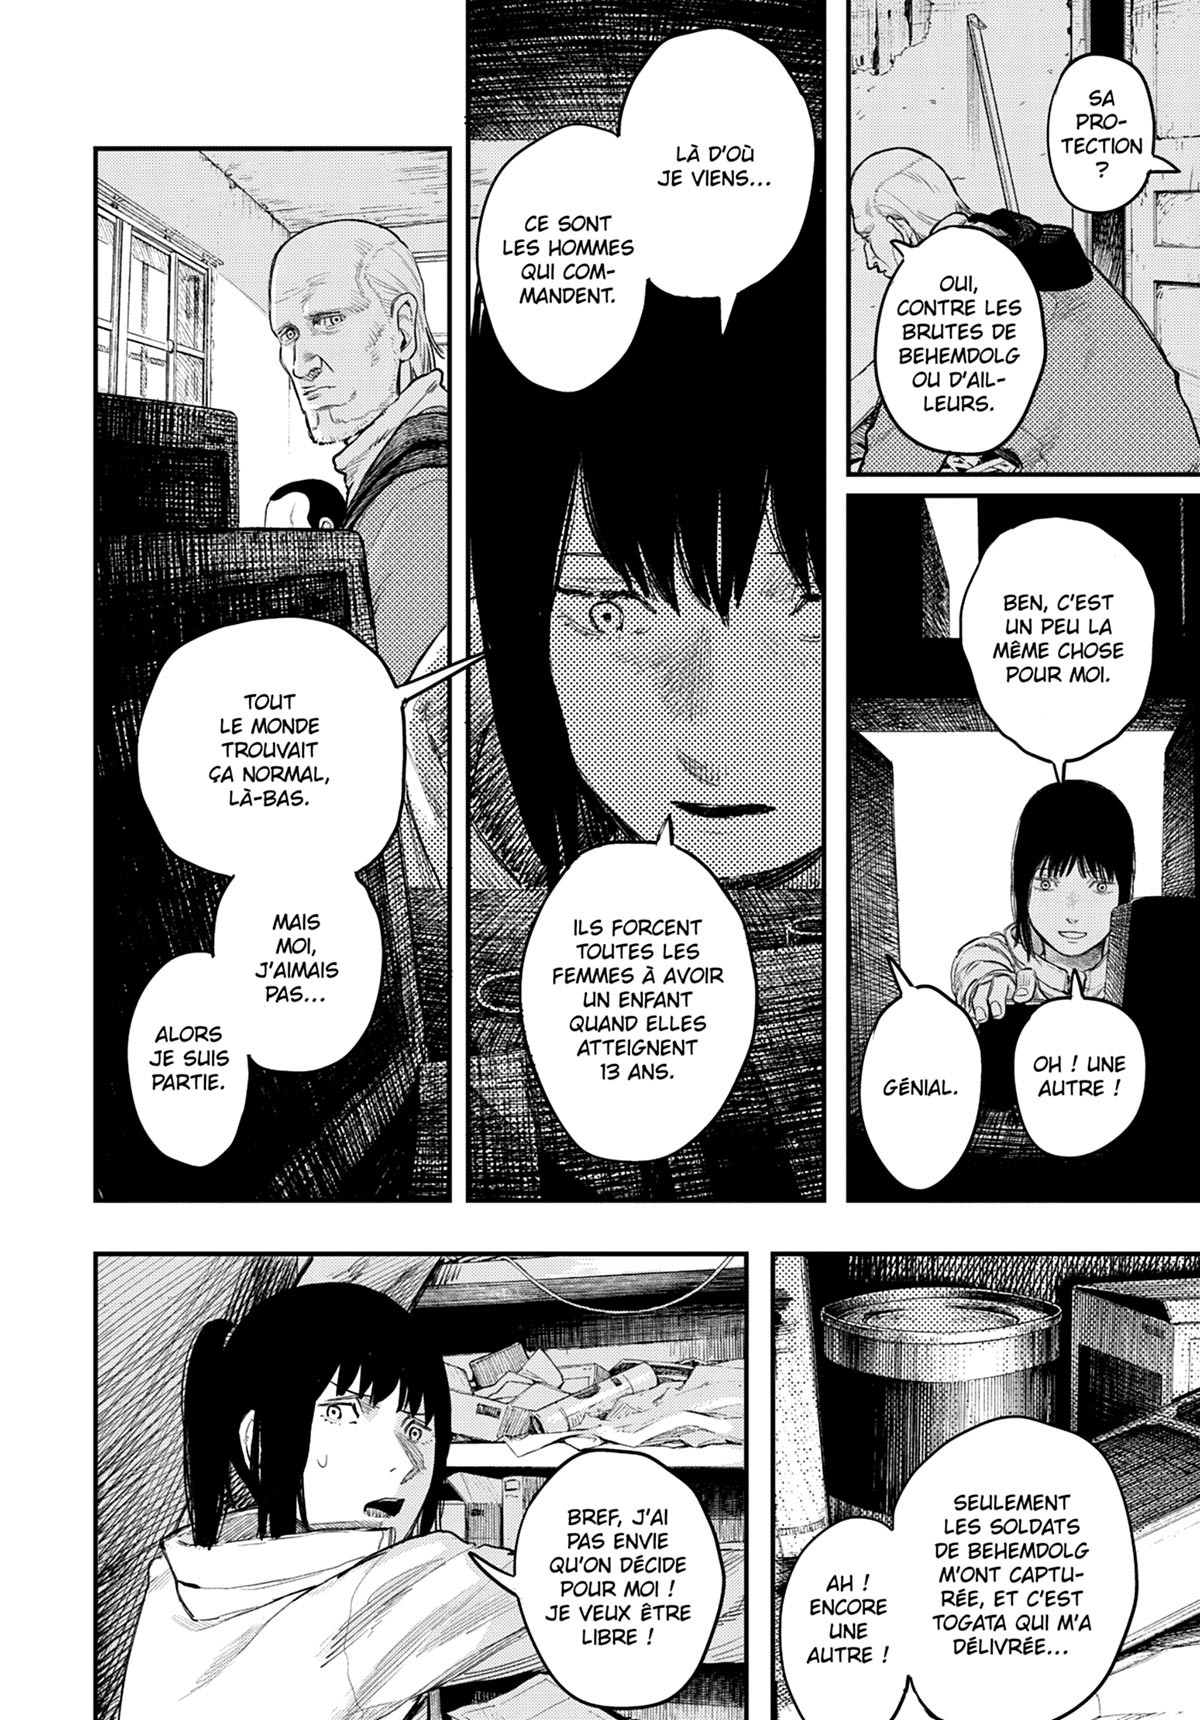 SA
PRO-
TECTION
?
OUI,
CONTRE LES
BRUTES DE
BEHEMDOLG
OU D'AIL-
LEURS.
BEN, C'EST
UN PEU LA
MÊME CHOSE
POUR MOI.
OH ! UNE
AUTRE !
GÉNIAL.
LÀ D'OÙ
JE VIENS...
CE SONT
LES HOMMES
QUI COM-
MANDENT.
ILS FORCENT
TOUTES LES
FEMMES À AVOIR
UN ENFANT
QUAND ELLES
ATTEIGNENT
13 ANS.
TOUT
LE MONDE
TROUVAIT
ÇA NORMAL,
LÀ-BAS.
MAIS
MOI,
J'AIMAIS
PAS...
ALORS
JE SUIS
PARTIE.
SEULEMENT
LES SOLDATS
DE BEHEMDOLG
M'ONT CAPTU-
RÉE, ET C'EST
TOGATA QUI M'A
DÉLIVRÉE...
AH !
ENCORE
UNE
AUTRE !
BREF, J'AI
PAS ENVIE
QU'ON DÉCIDE
POUR MOI !
JE VEUX ÊTRE
LIBRE !